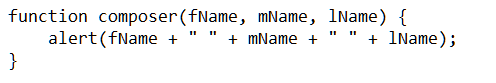 function composer(fName, mName, lName) {
    alert(fName + " " + mName + " " + lName);
}